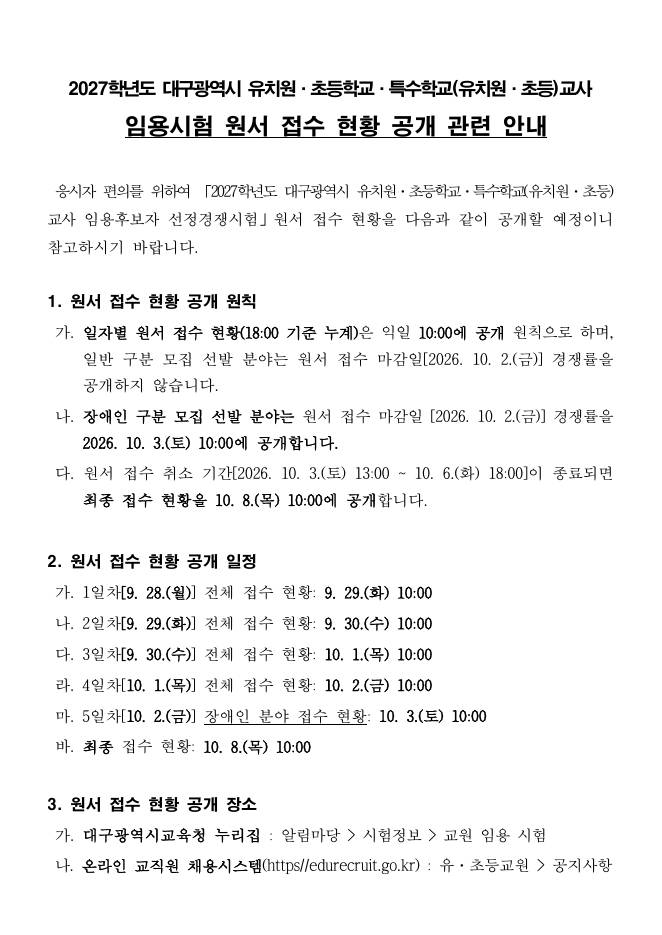 2027학년도 대구광역시 유치원·초등학교·특수학교(유치원·초등)교사
임용시험 원서 접수 현황 공개 관련 안내
응시자 편의를 위하여 「2027학년도 대구광역시 유치원·초등학교·특수학교(유치원·초등)
교사 임용후보자 선정경쟁시험」 원서 접수 현황을 다음과 같이 공개할 예정이니
참고하시기 바랍니다.
1. 원서 접수 현황 공개 원칙
가. 일자별 원서 접수 현황(18:00 기준 누계)은 익일 10:00에 공개 원칙으로 하며,
일반 구분 모집 선발 분야는 원서 접수 마감일[2026. 10. 2.(금)] 경쟁률을
공개하지 않습니다.
나. 장애인 구분 모집 선발 분야는 원서 접수 마감일 [2026. 10. 2.(금)] 경쟁률을
2026. 10. 3.(토) 10:00에 공개합니다.
다. 원서 접수 취소 기간[2026. 10. 3.(토) 13:00 ~ 10. 6.(화) 18:00]이 종료되면
최종 접수 현황을 10. 8.(목) 10:00에 공개합니다.
2. 원서 접수 현황 공개 일정
가. 1일차[9. 28.(월)] 전체 접수 현황: 9. 29.(화) 10:00
나. 2일차[9. 29.(화)] 전체 접수 현황: 9. 30.(수) 10:00
다. 3일차[9. 30.(수)] 전체 접수 현황: 10. 1.(목) 10:00
라. 4일차[10. 1.(목)] 전체 접수 현황: 10. 2.(금) 10:00
마. 5일차[10. 2.(금)] 장애인 분야 접수 현황: 10. 3.(토) 10:00
바. 최종 접수 현황: 10. 8.(목) 10:00
3. 원서 접수 현황 공개 장소
가. 대구광역시교육청 누리집 : 알림마당 > 시험정보 > 교원 임용 시험
나. 온라인 교직원 채용시스템(https//edurecruit.go.kr) : 유·초등교원 > 공지사항